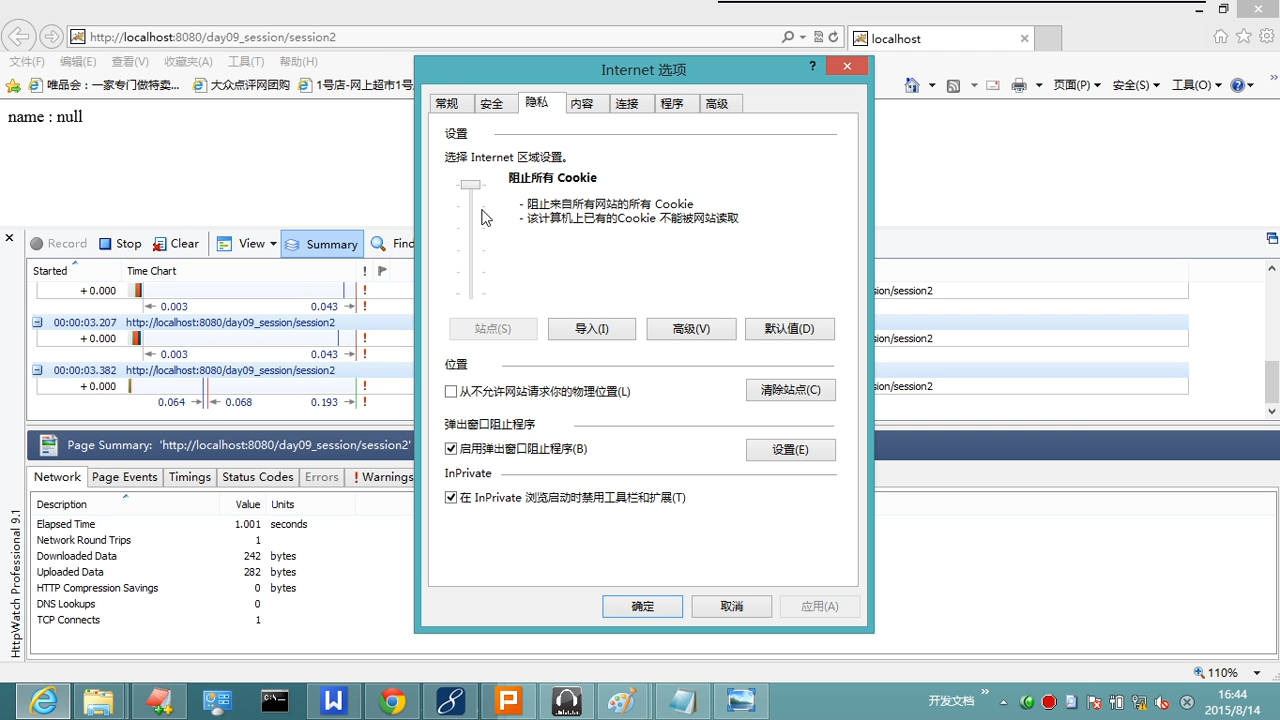 http://localhost:8080/day09_session/session2
localhost
文件(F) 编辑(E) 查看(V) 收藏夹(A) 工具(T) 帮助(H)
唯品会：一家专门做特卖... 大众点评网团购 1号店-网上超市1号
页面(P) 安全(S) 工具(O)
name : null
Internet 选项
?
常规 安全 隐私 内容 连接 程序 高级
设置
选择 Internet 区域设置。
阻止所有 Cookie
- 阻止来自所有网站的所有 Cookie
- 该计算机上已有的Cookie 不能被网站读取
站点(S) 导入(I) 高级(V) 默认值(D)
位置
从不允许网站请求你的物理位置(L) 清除站点(C)
弹出窗口阻止程序
启用弹出窗口阻止程序(B) 设置(E)
InPrivate
在 InPrivate 浏览启动时禁用工具栏和扩展(T)
确定 取消 应用(A)
Record Stop Clear View Summary Find
Started Time Chart !
+ 0.000 ! sion/session2
0.003 0.043 !
00:00:03.207 http://localhost:8080/day09_session/session2
+ 0.000 ! sion/session2
0.003 0.043 !
00:00:03.382 http://localhost:8080/day09_session/session2
+ 0.000 ! sion/session2
0.064 0.068 0.193 !
Page Summary: 'http://localhost:8080/day09_session/session2'
Network Page Events Timings Status Codes Errors ! Warnings
Description Value Units
Elapsed Time 1.001 seconds
Network Round Trips 1
Downloaded Data 242 bytes
Uploaded Data 282 bytes
HTTP Compression Savings 0 bytes
DNS Lookups 0
TCP Connects 1
HttpWatch Professional 9.1
110%
开发文档
16:44
2015/8/14